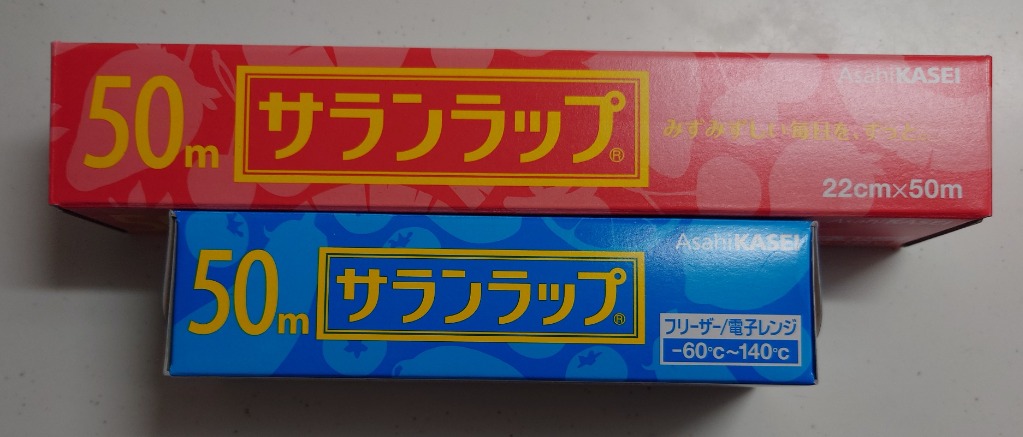 50m
サランラップ®
AsahiKASEI
みずみずしい毎日を、ずっと。
22cm×50m
50m
サランラップ®
AsahiKASEI
フリーザー/電子レンジ
-60℃~140℃